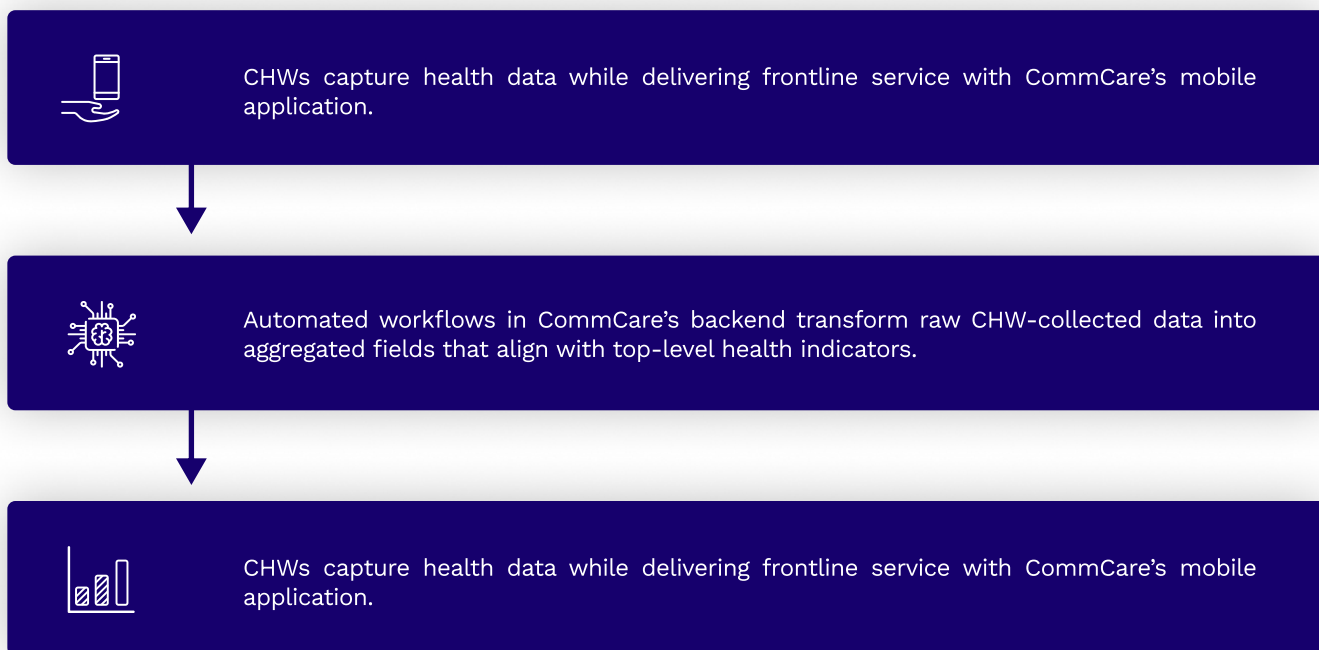 CHWs capture health data while delivering frontline service with CommCare’s mobile
application.
Automated workflows in CommCare’s backend transform raw CHW-collected data into
aggregated fields that align with top-level health indicators.
CHWs capture health data while delivering frontline service with CommCare’s mobile
application.